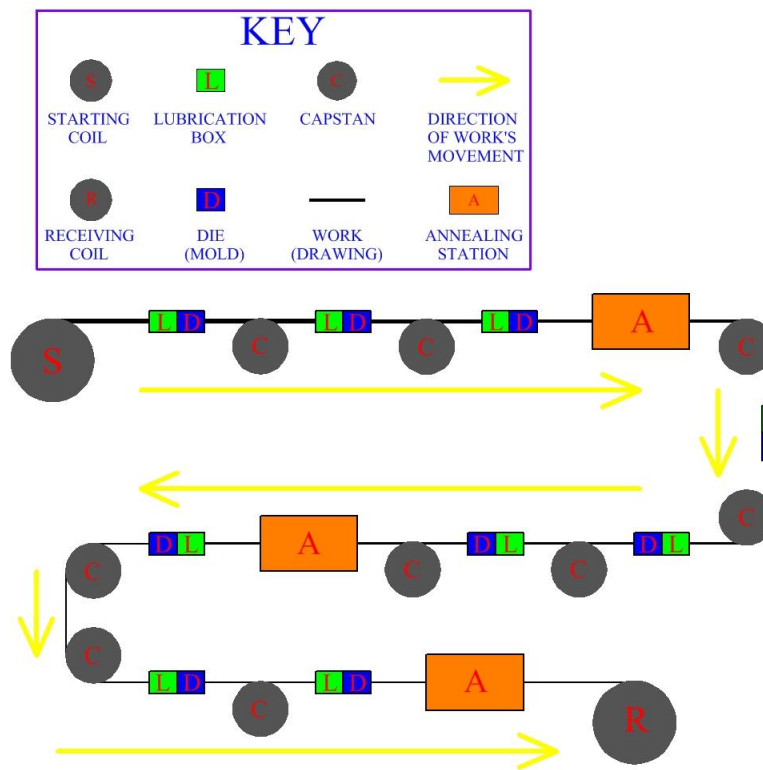 KEY
S L C
STARTING LUBRICATION CAPSTAN DIRECTION
COIL BOX OF WORK'S
MOVEMENT
R D A
RECEIVING DIE WORK ANNEALING
COIL (MOLD) (DRAWING) STATION
S L D C L D C L D A C
C D L A C D L C D L C
C L D C L D A R